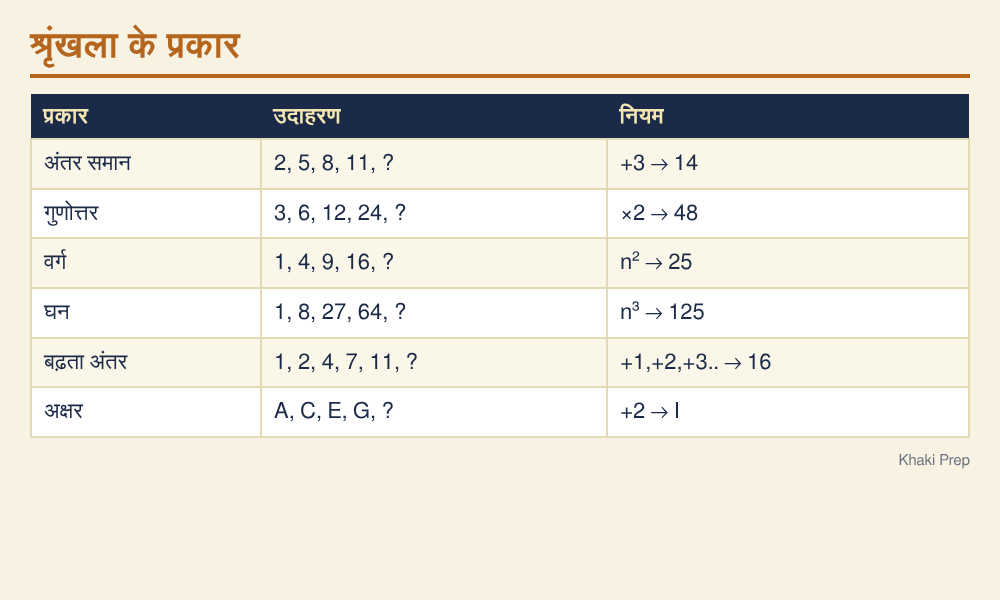 श्रृंखला के प्रकार
प्रकार उदाहरण नियम
अंतर समान 2, 5, 8, 11, ? +3 → 14
गुणोत्तर 3, 6, 12, 24, ? ×2 → 48
वर्ग 1, 4, 9, 16, ? n² → 25
घन 1, 8, 27, 64, ? n³ → 125
बढ़ता अंतर 1, 2, 4, 7, 11, ? +1,+2,+3.. → 16
अक्षर A, C, E, G, ? +2 → I
Khaki Prep